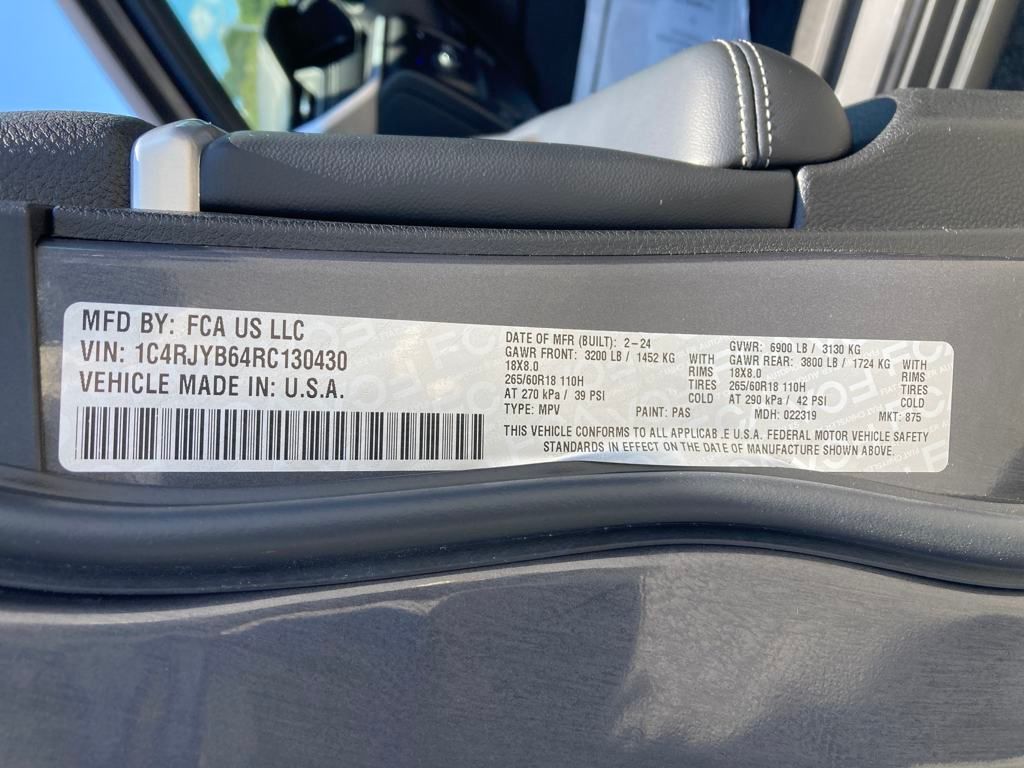 MFD BY: FCA US LLC
VIN: 1C4RJYB64RC130430
VEHICLE MADE IN: U.S.A.
DATE OF MFR (BUILT): 2-24
GAWR FRONT: 3200 LB / 1452 KG WITH
18X8.0 RIMS
265/60R18 110H TIRES
AT 270 kPa / 39 PSI COLD
TYPE: MPV PAINT: PAS
GVWR: 6900 LB / 3130 KG
GAWR REAR: 3800 LB / 1724 KG WITH
18X8.0 RIMS
265/60R18 110H TIRES
AT 290 kPa / 42 PSI COLD
MDH: 022319 MKT: 875
THIS VEHICLE CONFORMS TO ALL APPLICAB.E U.S.A. FEDERAL MOTOR VEHICLE SAFETY
STANDARDS IN EFFECT ON THE DATE OF MANUFACTURE SHOWN ABOVE.